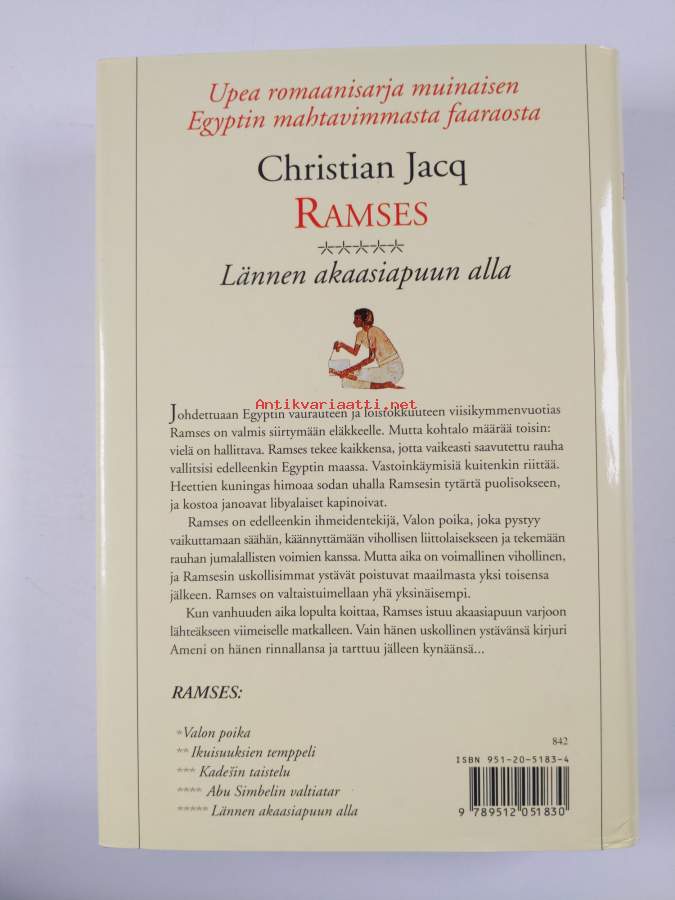 Upea romaanisarja muinaisen
Egyptin mahtavimmasta faaraosta
Christian Jacq
RAMSES
*****
Lännen akaasiapuun alla
Antikvariaatti.net
Johdettuaan Egyptin vaurauteen ja loistokkuuteen viisikymmenvuotias
Ramses on valmis siirtymään eläkkeelle. Mutta kohtalo määrää toisin:
vielä on hallittava. Ramses tekee kaikkensa, jotta vaikeasti saavutettu rauha
vallitsisi edelleenkin Egyptin maassa. Vastoinkäymisiä kuitenkin riittää.
Heettien kuningas himoaa sodan uhalla Ramsesin tytärtä puolisokseen,
ja kostoa janoavat libyalaiset kapinoivat.
Ramses on edelleenkin ihmeidentekijä, Valon poika, joka pystyy
vaikuttamaan säähän, käännyttämään vihollisen liittolaisekseen ja tekemään
rauhan jumalallisten voimien kanssa. Mutta aika on voimallinen vihollinen,
ja Ramsesin uskollisimmat ystävät poistuvat maailmasta yksi toisensa
jälkeen. Ramses on valtaistuimellaan yhä yksinäisempi.
Kun vanhuuden aika lopulta koittaa, Ramses istuu akaasiapuun varjoon
lähteäkseen viimeiselle matkalleen. Vain hänen uskollinen ystävänsä kirjuri
Ameni on hänen rinnallansa ja tarttuu jälleen kynäänsä...
RAMSES:
*Valon poika
** Ikuisuuksien temppeli
*** Kadešin taistelu
**** Abu Simbelin valtiatar
***** Lännen akaasiapuun alla
842
ISBN 951-20-5183-4
9 789512 051830